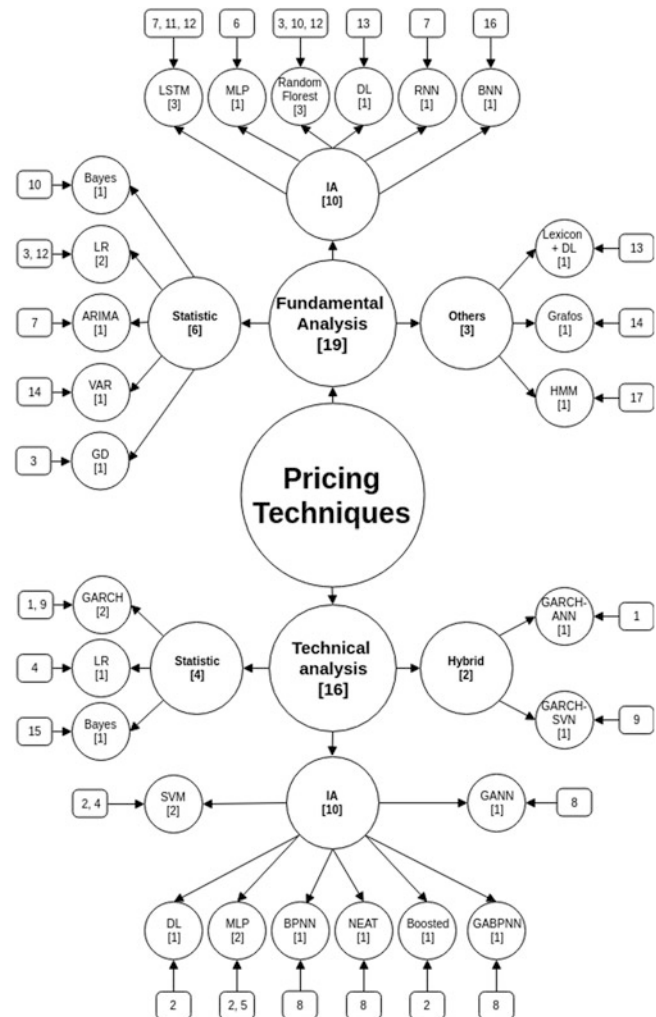 7, 11, 12
6
3, 10, 12
13
7
16
LSTM
[3]
MLP
[1]
Random
Florest
[3]
DL
[1]
RNN
[1]
BNN
[1]
IA
[10]
10
Bayes
[1]
3, 12
LR
[2]
7
ARIMA
[1]
14
VAR
[1]
3
GD
[1]
Statistic
[6]
Fundamental
Analysis
[19]
Others
[3]
Lexicon
+ DL
[1]
13
Grafos
[1]
14
HMM
[1]
17
Pricing
Techniques
1, 9
GARCH
[2]
4
LR
[1]
15
Bayes
[1]
Statistic
[4]
Technical
analysis
[16]
Hybrid
[2]
GARCH-
ANN
[1]
1
GARCH-
SVN
[1]
9
2, 4
SVM
[2]
IA
[10]
GANN
[1]
8
DL
[1]
MLP
[2]
BPNN
[1]
NEAT
[1]
Boosted
[1]
GABPNN
[1]
2
2, 5
8
8
2
8